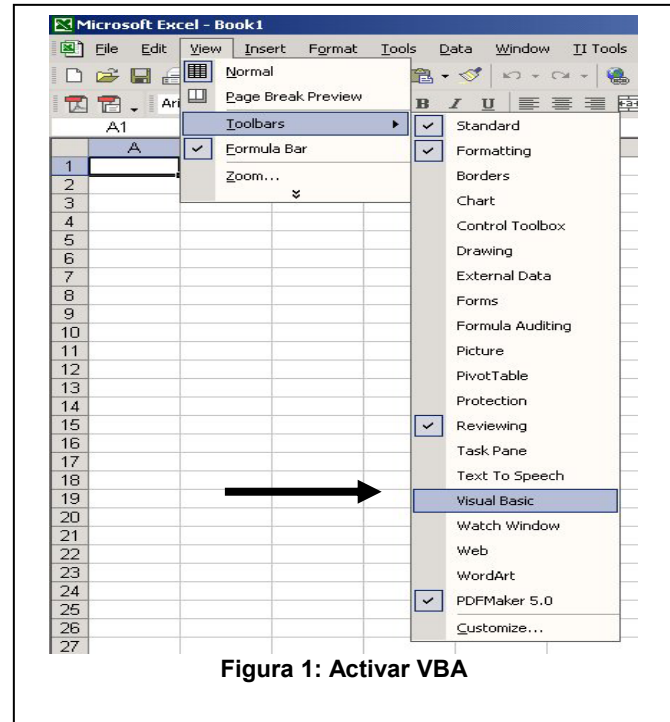 Microsoft Excel - Book1
File Edit View Insert Format Tools Data Window TI Tools
Normal
Page Break Preview
Ari
B I U
A1
Toolbars
Formula Bar
Zoom...
Standard
Formatting
Borders
Chart
Control Toolbox
Drawing
External Data
Forms
Formula Auditing
Picture
PivotTable
Protection
Reviewing
Task Pane
Text To Speech
Visual Basic
Watch Window
Web
WordArt
PDFMaker 5.0
Customize...
A
1
2
3
4
5
6
7
8
9
10
11
12
13
14
15
16
17
18
19
20
21
22
23
24
25
26
27
Figura 1: Activar VBA